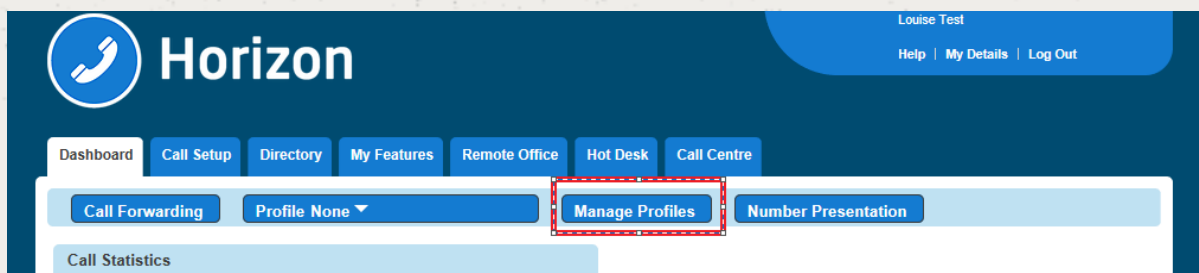 Louise Test
Help | My Details | Log Out
Horizon
Dashboard Call Setup Directory My Features Remote Office Hot Desk Call Centre
Call Forwarding Profile None Manage Profiles Number Presentation
Call Statistics